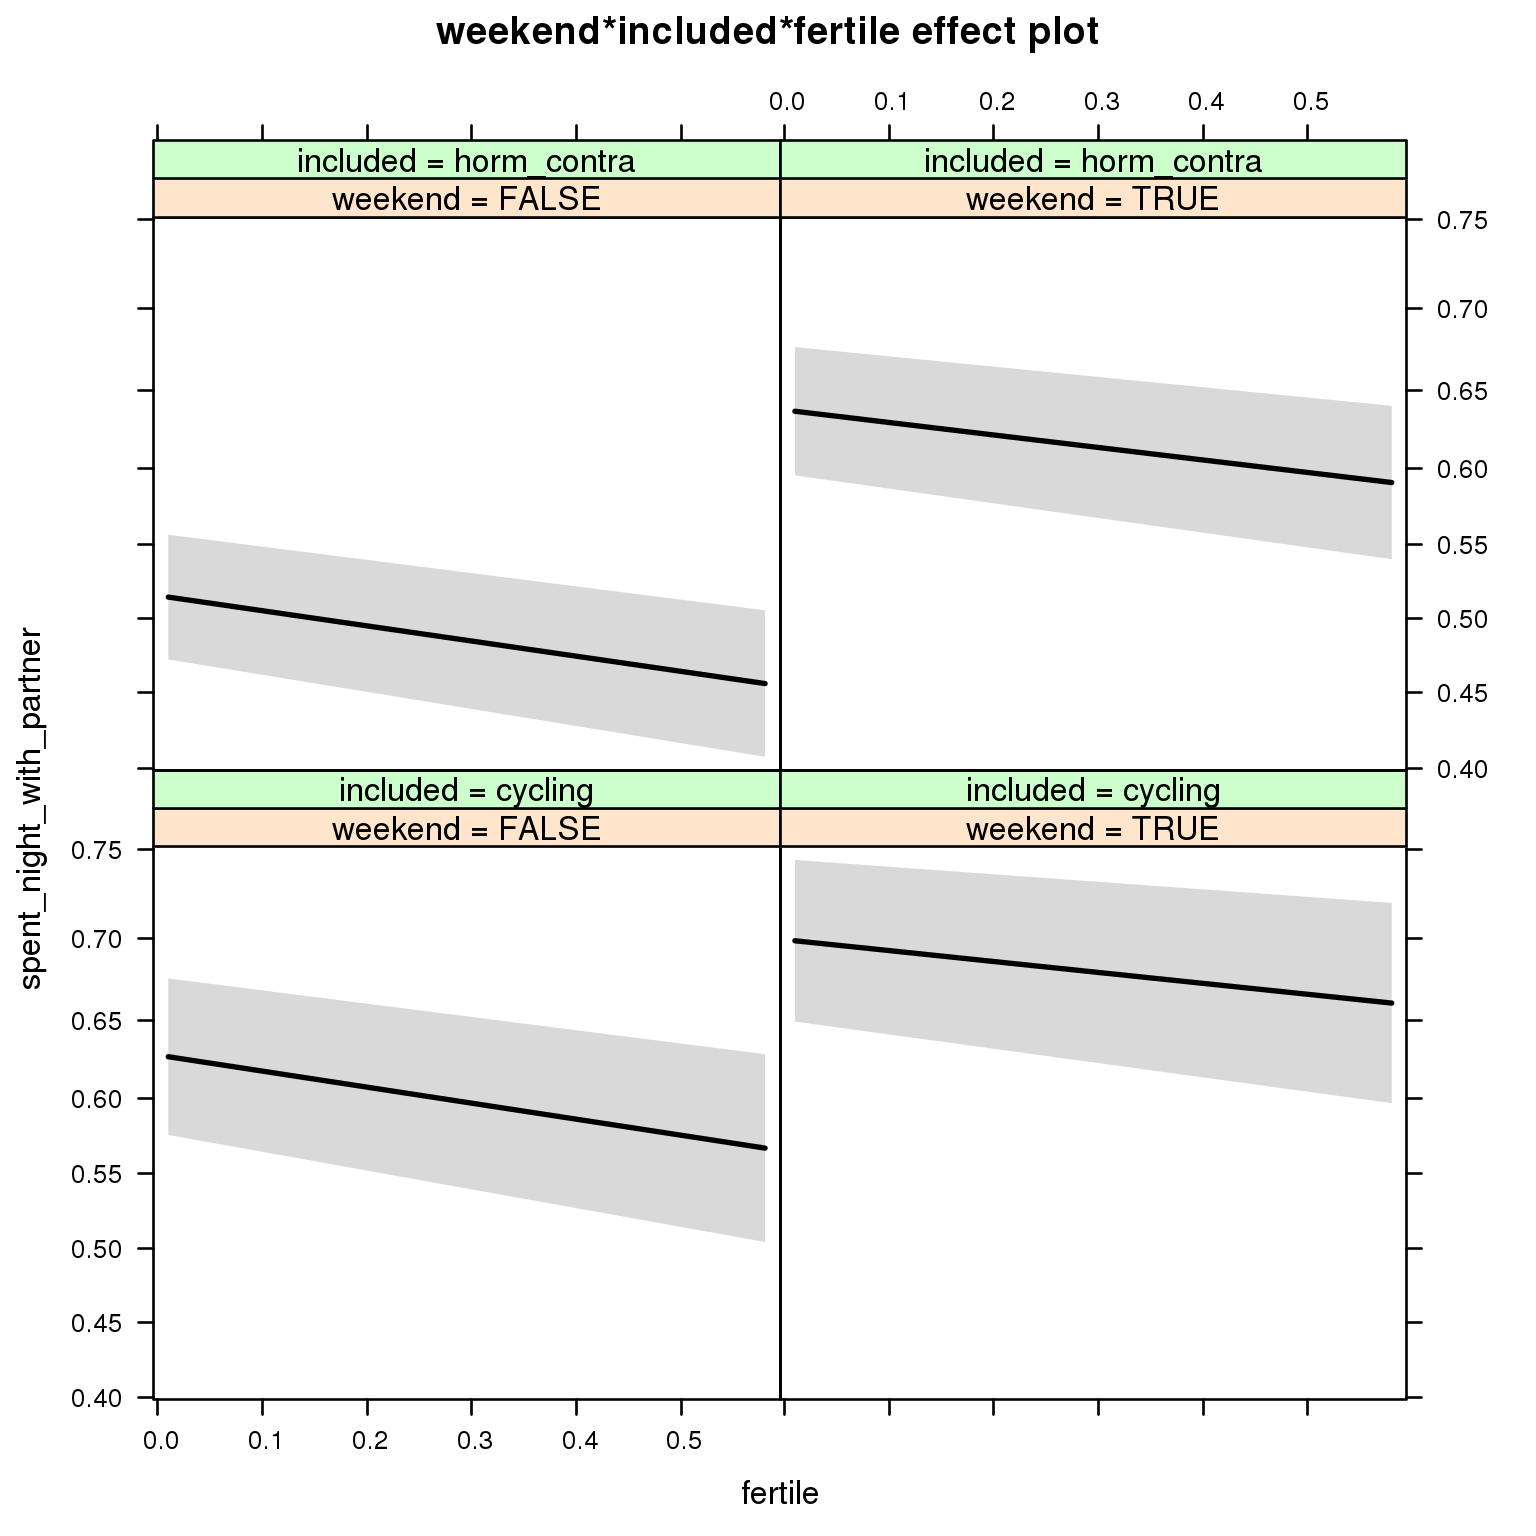 weekend*included*fertile effect plot
0.0 0.1 0.2 0.3 0.4 0.5
included = horm_contra included = horm_contra
weekend = FALSE weekend = TRUE
0.75
0.70
0.65
0.60
0.55
0.50
0.45
0.40
spent_night_with_partner
included = cycling included = cycling
weekend = FALSE weekend = TRUE
0.75
0.70
0.65
0.60
0.55
0.50
0.45
0.40
0.0 0.1 0.2 0.3 0.4 0.5
fertile